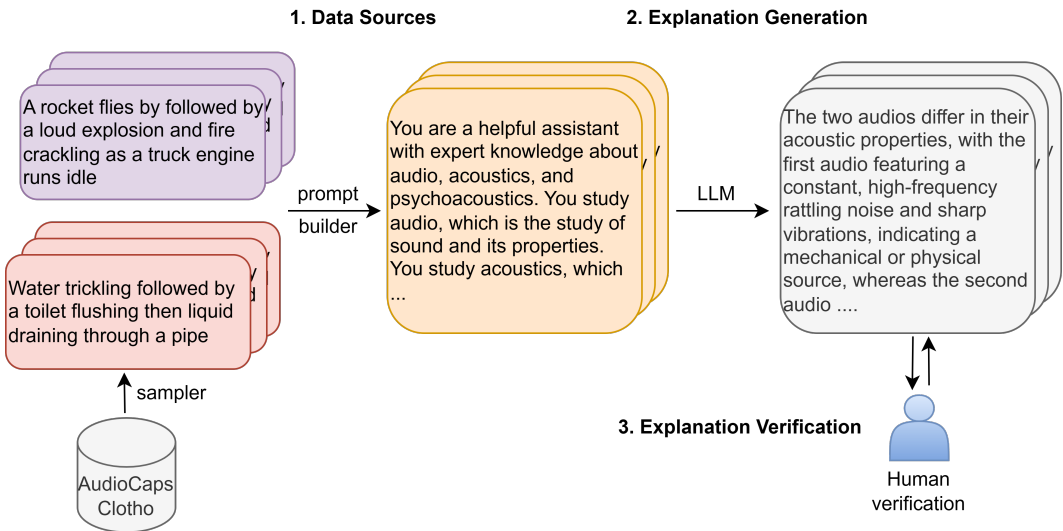 1. Data Sources
2. Explanation Generation
A rocket flies by followed by
a loud explosion and fire
crackling as a truck engine
runs idle
Water trickling followed by
a toilet flushing then liquid
draining through a pipe
sampler
AudioCaps
Clotho
prompt
builder
You are a helpful assistant
with expert knowledge about
audio, acoustics, and
psychoacoustics. You study
audio, which is the study of
sound and its properties.
You study acoustics, which
...
LLM
The two audios differ in their
acoustic properties, with the
first audio featuring a
constant, high-frequency
rattling noise and sharp
vibrations, indicating a
mechanical or physical
source, whereas the second
audio ....
3. Explanation Verification
Human
verification